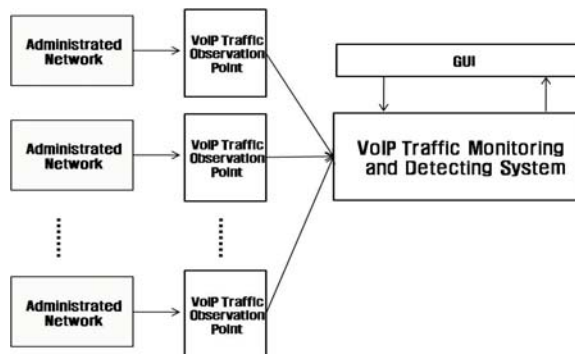 Administrated
Network
VoIP Traffic
Observation
Point
GUI
Administrated
Network
VoIP Traffic
Observation
Point
VoIP Traffic Monitoring
and Detecting System
Administrated
Network
VoIP Traffic
Observation
Point